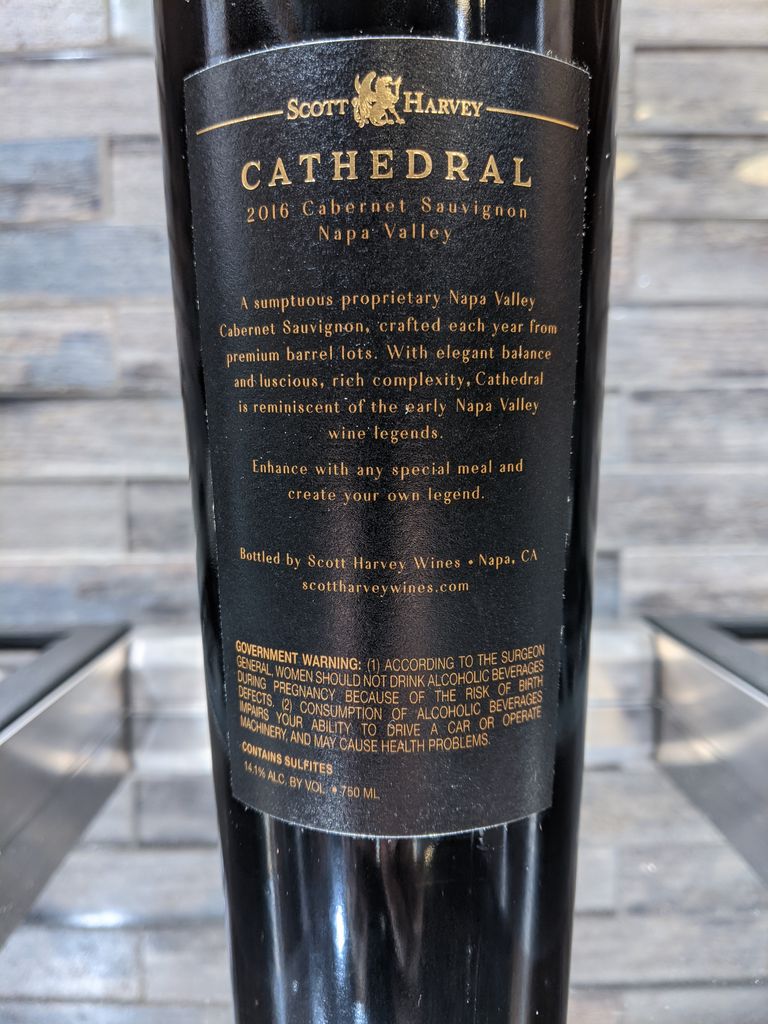 SCOTT HARVEY
CATHEDRAL
2016 Cabernet Sauvignon
Napa Valley
A sumptuous proprietary Napa Valley
Cabernet Sauvignon, crafted each year from
premium barrel lots. With elegant balance
and luscious, rich complexity, Cathedral
is reminiscent of the early Napa Valley
wine legends.
Enhance with any special meal and
create your own legend.
Bottled by Scott Harvey Wines • Napa, CA
scottharveywines.com
GOVERNMENT WARNING: (1) ACCORDING TO THE SURGEON
GENERAL, WOMEN SHOULD NOT DRINK ALCOHOLIC BEVERAGES
DURING PREGNANCY BECAUSE OF THE RISK OF BIRTH
DEFECTS. (2) CONSUMPTION OF ALCOHOLIC BEVERAGES
IMPAIRS YOUR ABILITY TO DRIVE A CAR OR OPERATE
MACHINERY, AND MAY CAUSE HEALTH PROBLEMS.
CONTAINS SULFITES
14.1% ALC. BY VOL. • 750 ML